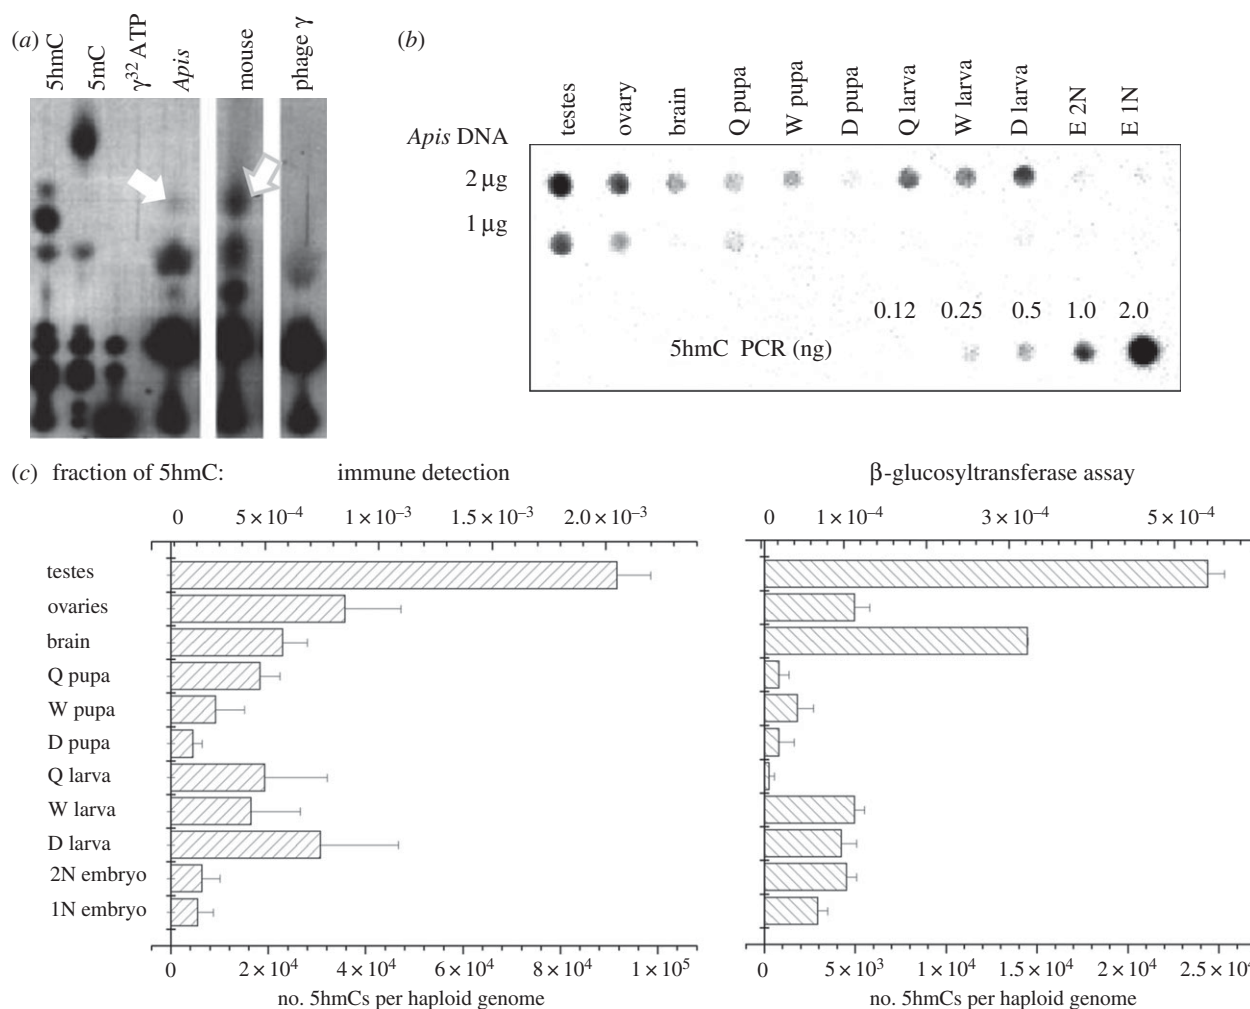 (a)
5hmC
5mC
γ³² ATP
Apis
mouse
phage γ
(b)
testes
ovary
brain
Q pupa
W pupa
D pupa
Q larva
W larva
D larva
E 2N
E 1N
Apis DNA
2 µg
1 µg
0.12 0.25 0.5 1.0 2.0
5hmC PCR (ng)
(c) fraction of 5hmC: immune detection β-glucosyltransferase assay
0 5 × 10⁻⁴ 1 × 10⁻³ 1.5 × 10⁻³ 2.0 × 10⁻³
0 1 × 10⁻⁴ 3 × 10⁻⁴ 5 × 10⁻⁴
testes
ovaries
brain
Q pupa
W pupa
D pupa
Q larva
W larva
D larva
2N embryo
1N embryo
0 2 × 10⁴ 4 × 10⁴ 6 × 10⁴ 8 × 10⁴ 1 × 10⁵
no. 5hmCs per haploid genome
0 5 × 10³ 1 × 10⁴ 1.5 × 10⁴ 2 × 10⁴ 2.5 × 10⁴
no. 5hmCs per haploid genome